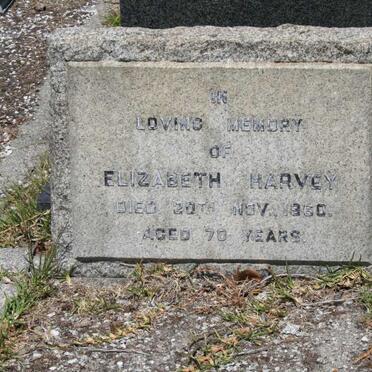 IN
LOVING MEMORY
OF
ELIZABETH HARVEY
DIED 20TH NOV.
AGED 70 YEARS.